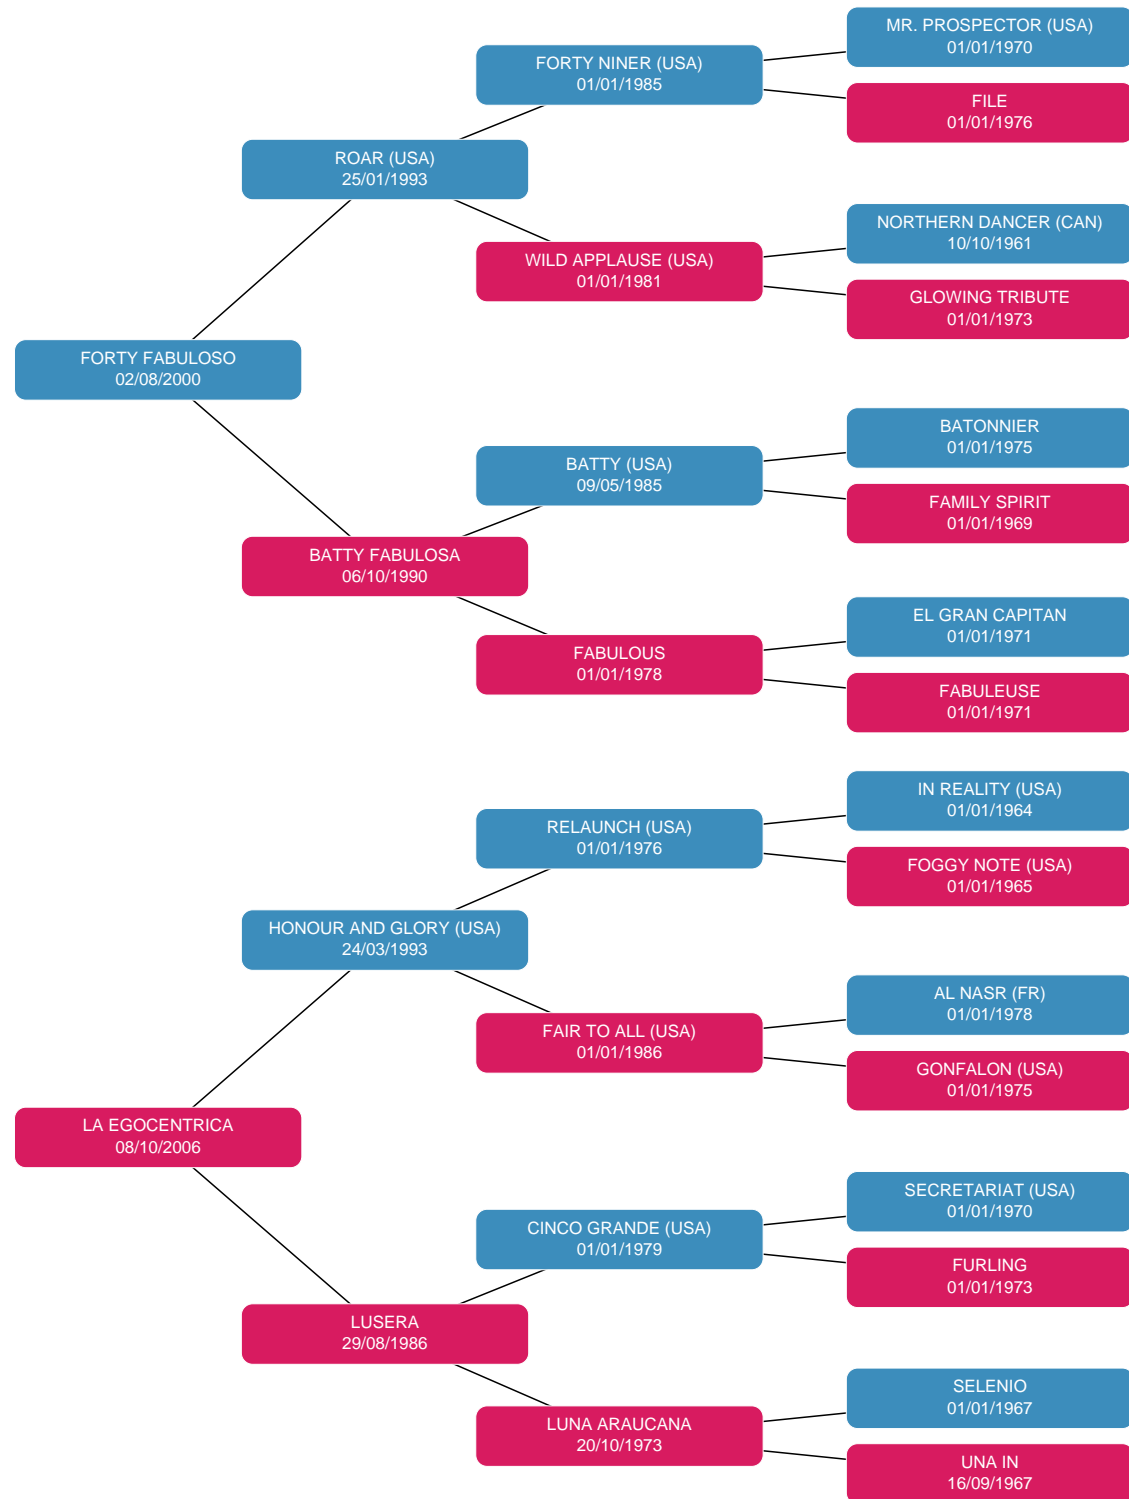 MR. PROSPECTOR (USA)
01/01/1970
FORTY NINER (USA)
01/01/1985
FILE
01/01/1976
ROAR (USA)
25/01/1993
NORTHERN DANCER (CAN)
10/10/1961
WILD APPLAUSE (USA)
01/01/1981
GLOWING TRIBUTE
01/01/1973
FORTY FABULOSO
02/08/2000
BATONNIER
01/01/1975
BATTY (USA)
09/05/1985
FAMILY SPIRIT
01/01/1969
BATTY FABULOSA
06/10/1990
EL GRAN CAPITAN
01/01/1971
FABULOUS
01/01/1978
FABULEUSE
01/01/1971
IN REALITY (USA)
01/01/1964
RELAUNCH (USA)
01/01/1976
FOGGY NOTE (USA)
01/01/1965
HONOUR AND GLORY (USA)
24/03/1993
AL NASR (FR)
01/01/1978
FAIR TO ALL (USA)
01/01/1986
GONFALON (USA)
01/01/1975
LA EGOCENTRICA
08/10/2006
SECRETARIAT (USA)
01/01/1970
CINCO GRANDE (USA)
01/01/1979
FURLING
01/01/1973
LUSERA
29/08/1986
SELENIO
01/01/1967
LUNA ARAUCANA
20/10/1973
UNA IN
16/09/1967